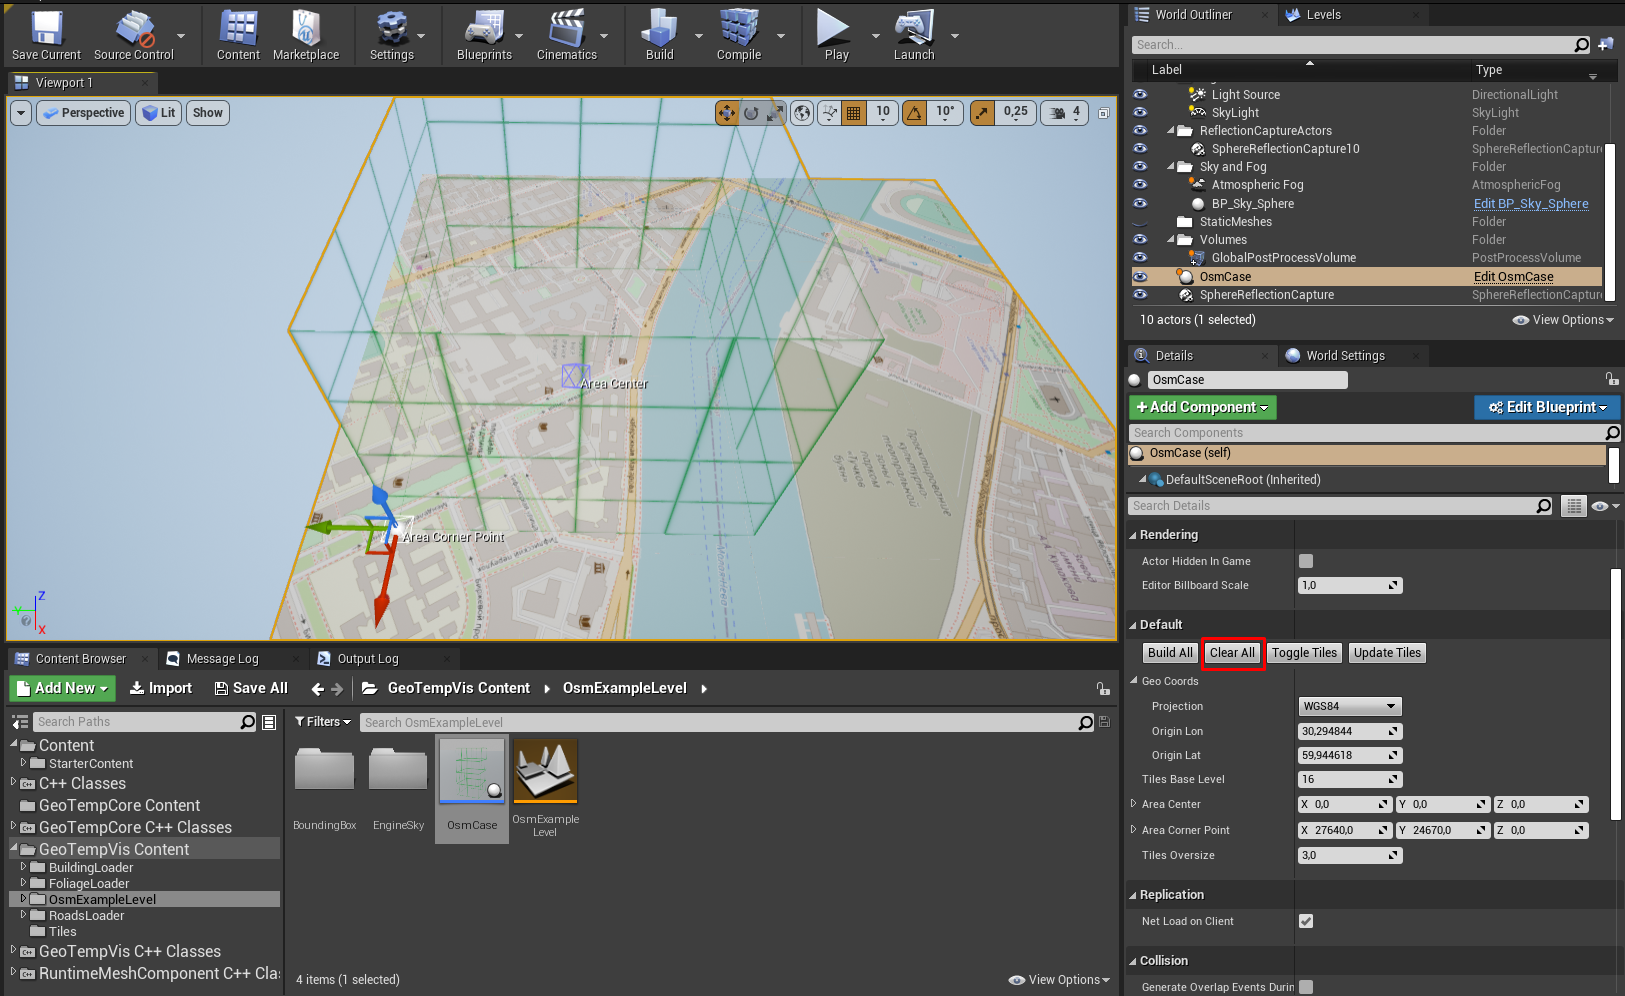 Save Current
Source Control
Content
Marketplace
Settings
Blueprints
Cinematics
Build
Compile
Play
Launch
Viewport 1
Perspective
Lit
Show
10
10°
0,25
4
Area Center
Area Corner Point
Проектирование
Z
Y
X
World Outliner
Levels
Search...
Label
Type
Light Source
DirectionalLight
SkyLight
SkyLight
ReflectionCaptureActors
Folder
SphereReflectionCapture10
SphereReflectionCapture
Sky and Fog
Folder
Atmospheric Fog
AtmosphericFog
BP_Sky_Sphere
Edit BP_Sky_Sphere
StaticMeshes
Folder
Volumes
Folder
GlobalPostProcessVolume
PostProcessVolume
OsmCase
Edit OsmCase
SphereReflectionCapture
SphereReflectionCapture
10 actors (1 selected)
View Options
Details
World Settings
OsmCase
+ Add Component
Edit Blueprint
Search Components
OsmCase (self)
DefaultSceneRoot (Inherited)
Search Details
Rendering
Actor Hidden In Game
Editor Billboard Scale
1,0
Default
Build All
Clear All
Toggle Tiles
Update Tiles
Geo Coords
Projection
WGS84
Origin Lon
30,294844
Origin Lat
59,944618
Tiles Base Level
16
Area Center
X 0,0
Y 0,0
Z 0,0
Area Corner Point
X 27640,0
Y 24670,0
Z 0,0
Tiles Oversize
3,0
Replication
Net Load on Client
Collision
Generate Overlap Events Durin
Content Browser
Message Log
Output Log
Add New
Import
Save All
GeoTempVis Content
OsmExampleLevel
Search Paths
Filters
Search OsmExampleLevel
Content
StarterContent
C++ Classes
GeoTempCore Content
GeoTempCore C++ Classes
GeoTempVis Content
BuildingLoader
FoliageLoader
OsmExampleLevel
RoadsLoader
Tiles
GeoTempVis C++ Classes
RuntimeMeshComponent C++ Cla
BoundingBox
EngineSky
OsmCase
OsmExample
Level
4 items (1 selected)
View Options